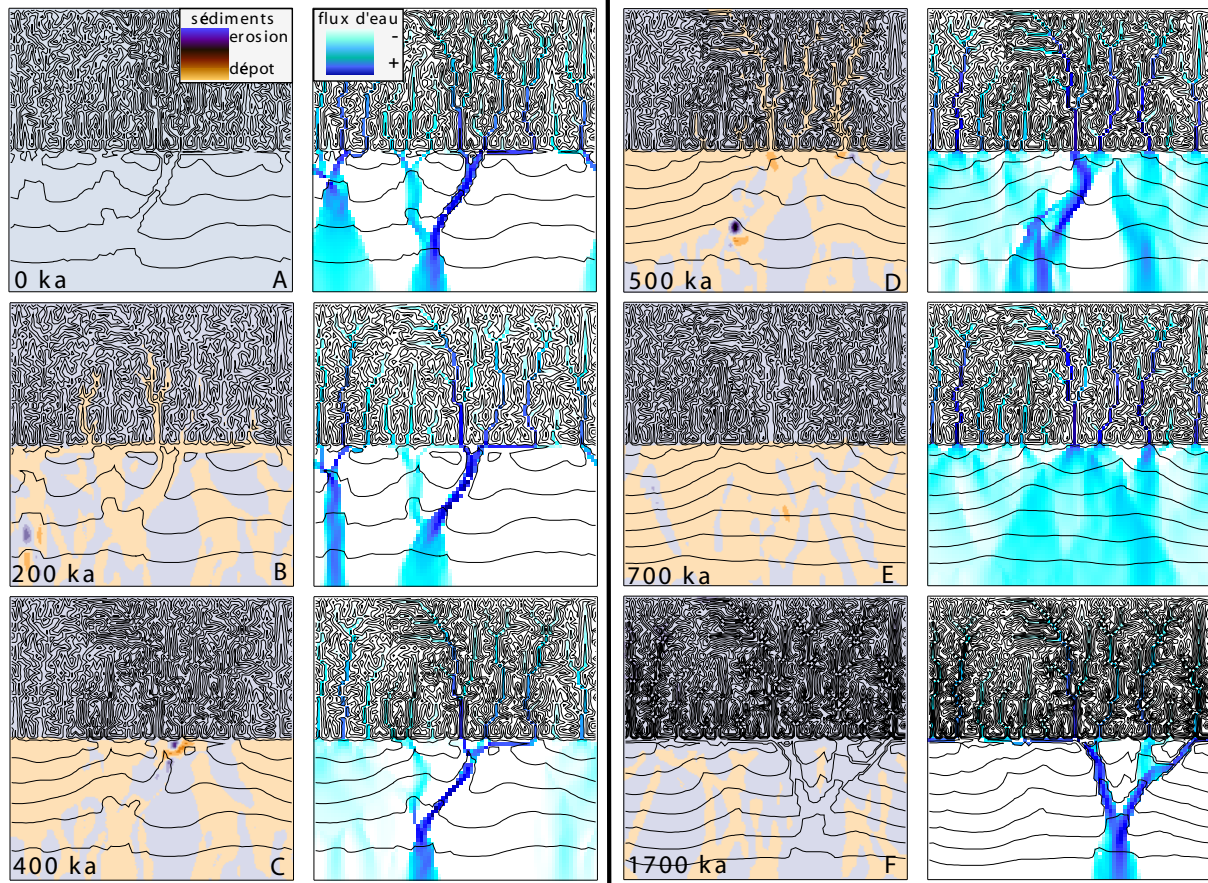 sédiments
erosion
dépot
flux d'eau
-
+
0 ka
A
200 ka
B
400 ka
C
500 ka
D
700 ka
E
1700 ka
F